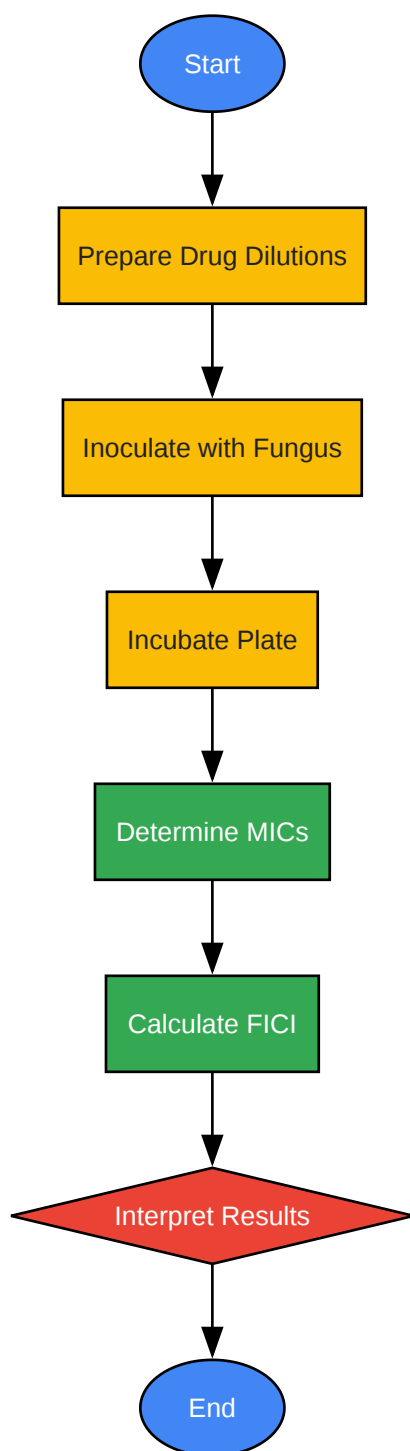 Start
Prepare Drug Dilutions
Inoculate with Fungus
Incubate Plate
Determine MICs
Calculate FICI
Interpret Results
End